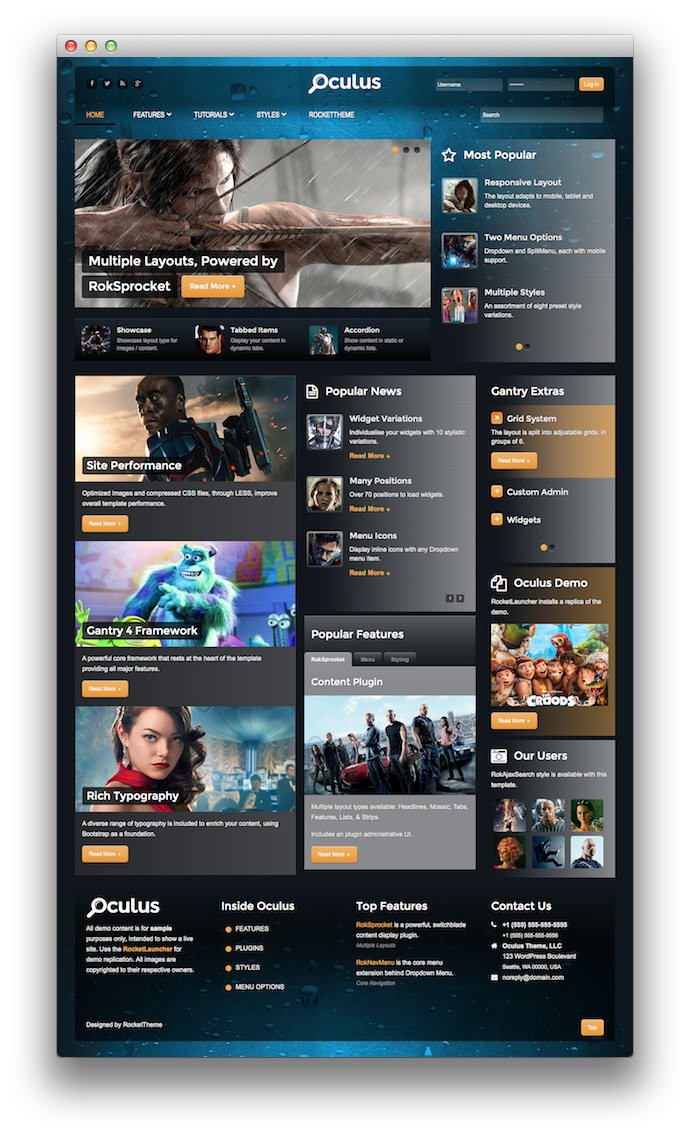 Oculus
Username
Log in
HOME
FEATURES
TUTORIALS
STYLES
ROCKETTHEME
Search
Multiple Layouts, Powered by
RokSprocket
Read More +
Showcase
Showcase layout type for
images / content.
Tabbed Items
Display your content in
dynamic tabs.
Accordion
Show content in static or
dynamic lists.
Most Popular
Responsive Layout
The layout adapts to mobile, tablet and
desktop devices.
Two Menu Options
Dropdown and SplitMenu, each with mobile
support.
Multiple Styles
An assortment of eight preset style
variations.
Site Performance
Optimized images and compressed CSS files, through LESS, improve
overall template performance.
Read More +
Gantry 4 Framework
A powerful core framework that rests at the heart of the template
providing all major features.
Read More +
Rich Typography
A diverse range of typography is included to enrich your content, using
Bootstrap as a foundation.
Read More +
Popular News
Widget Variations
Individualise your widgets with 10 stylistic
variations.
Read More +
Many Positions
Over 70 positions to load widgets.
Read More +
Menu Icons
Display inline icons with any Dropdown
menu item.
Read More +
Popular Features
RokSprocket
Menu
Styling
Content Plugin
Multiple layout types available: Headlines, Mosaic, Tabs,
Features, Lists, & Strips.
Includes an plugin administrative UI.
Read More +
Gantry Extras
Grid System
The layout is split into adjustable grids, in
groups of 6.
Read More +
Custom Admin
Widgets
Oculus Demo
RocketLauncher installs a replica of the
demo.
THE CROODS
Read More +
Our Users
RokAjaxSearch style is available with this
template.
Oculus
All demo content is for sample
purposes only, intended to show a live
site. Use the RocketLauncher for
demo replication. All images are
copyrighted to their respective owners.
Inside Oculus
FEATURES
PLUGINS
STYLES
MENU OPTIONS
Top Features
RokSprocket is a powerful, switchblade
content display plugin.
Multiple Layouts
RokNavMenu is the core menu
extension behind Dropdown Menu.
Core Navigation
Contact Us
+1 (555) 555-555-5555
+1 (555) 555-555-5556
Oculus Theme, LLC
123 WordPress Boulevard
Seattle, WA 00000, USA
noreply@domain.com
Designed by RocketTheme
Top